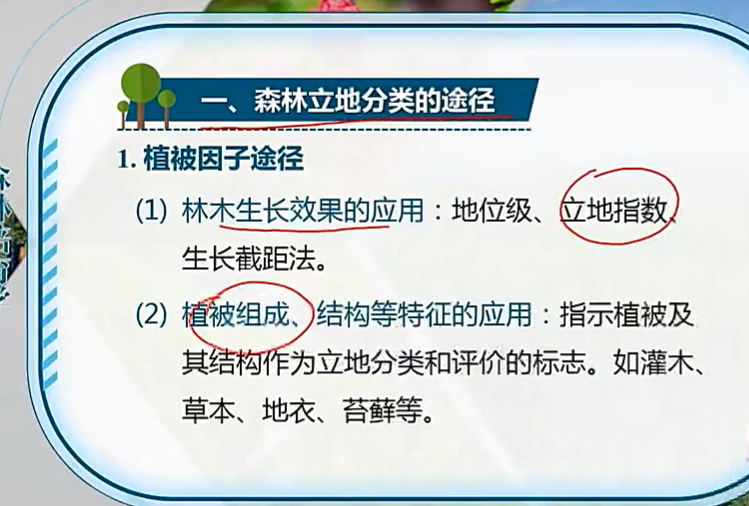 一、森林立地分类的途径
1. 植被因子途径
(1) 林木生长效果的应用：地位级、立地指数、
生长截距法。
(2) 植被组成、结构等特征的应用：指示植被及
其结构作为立地分类和评价的标志。如灌木、
草本、地衣、苔藓等。